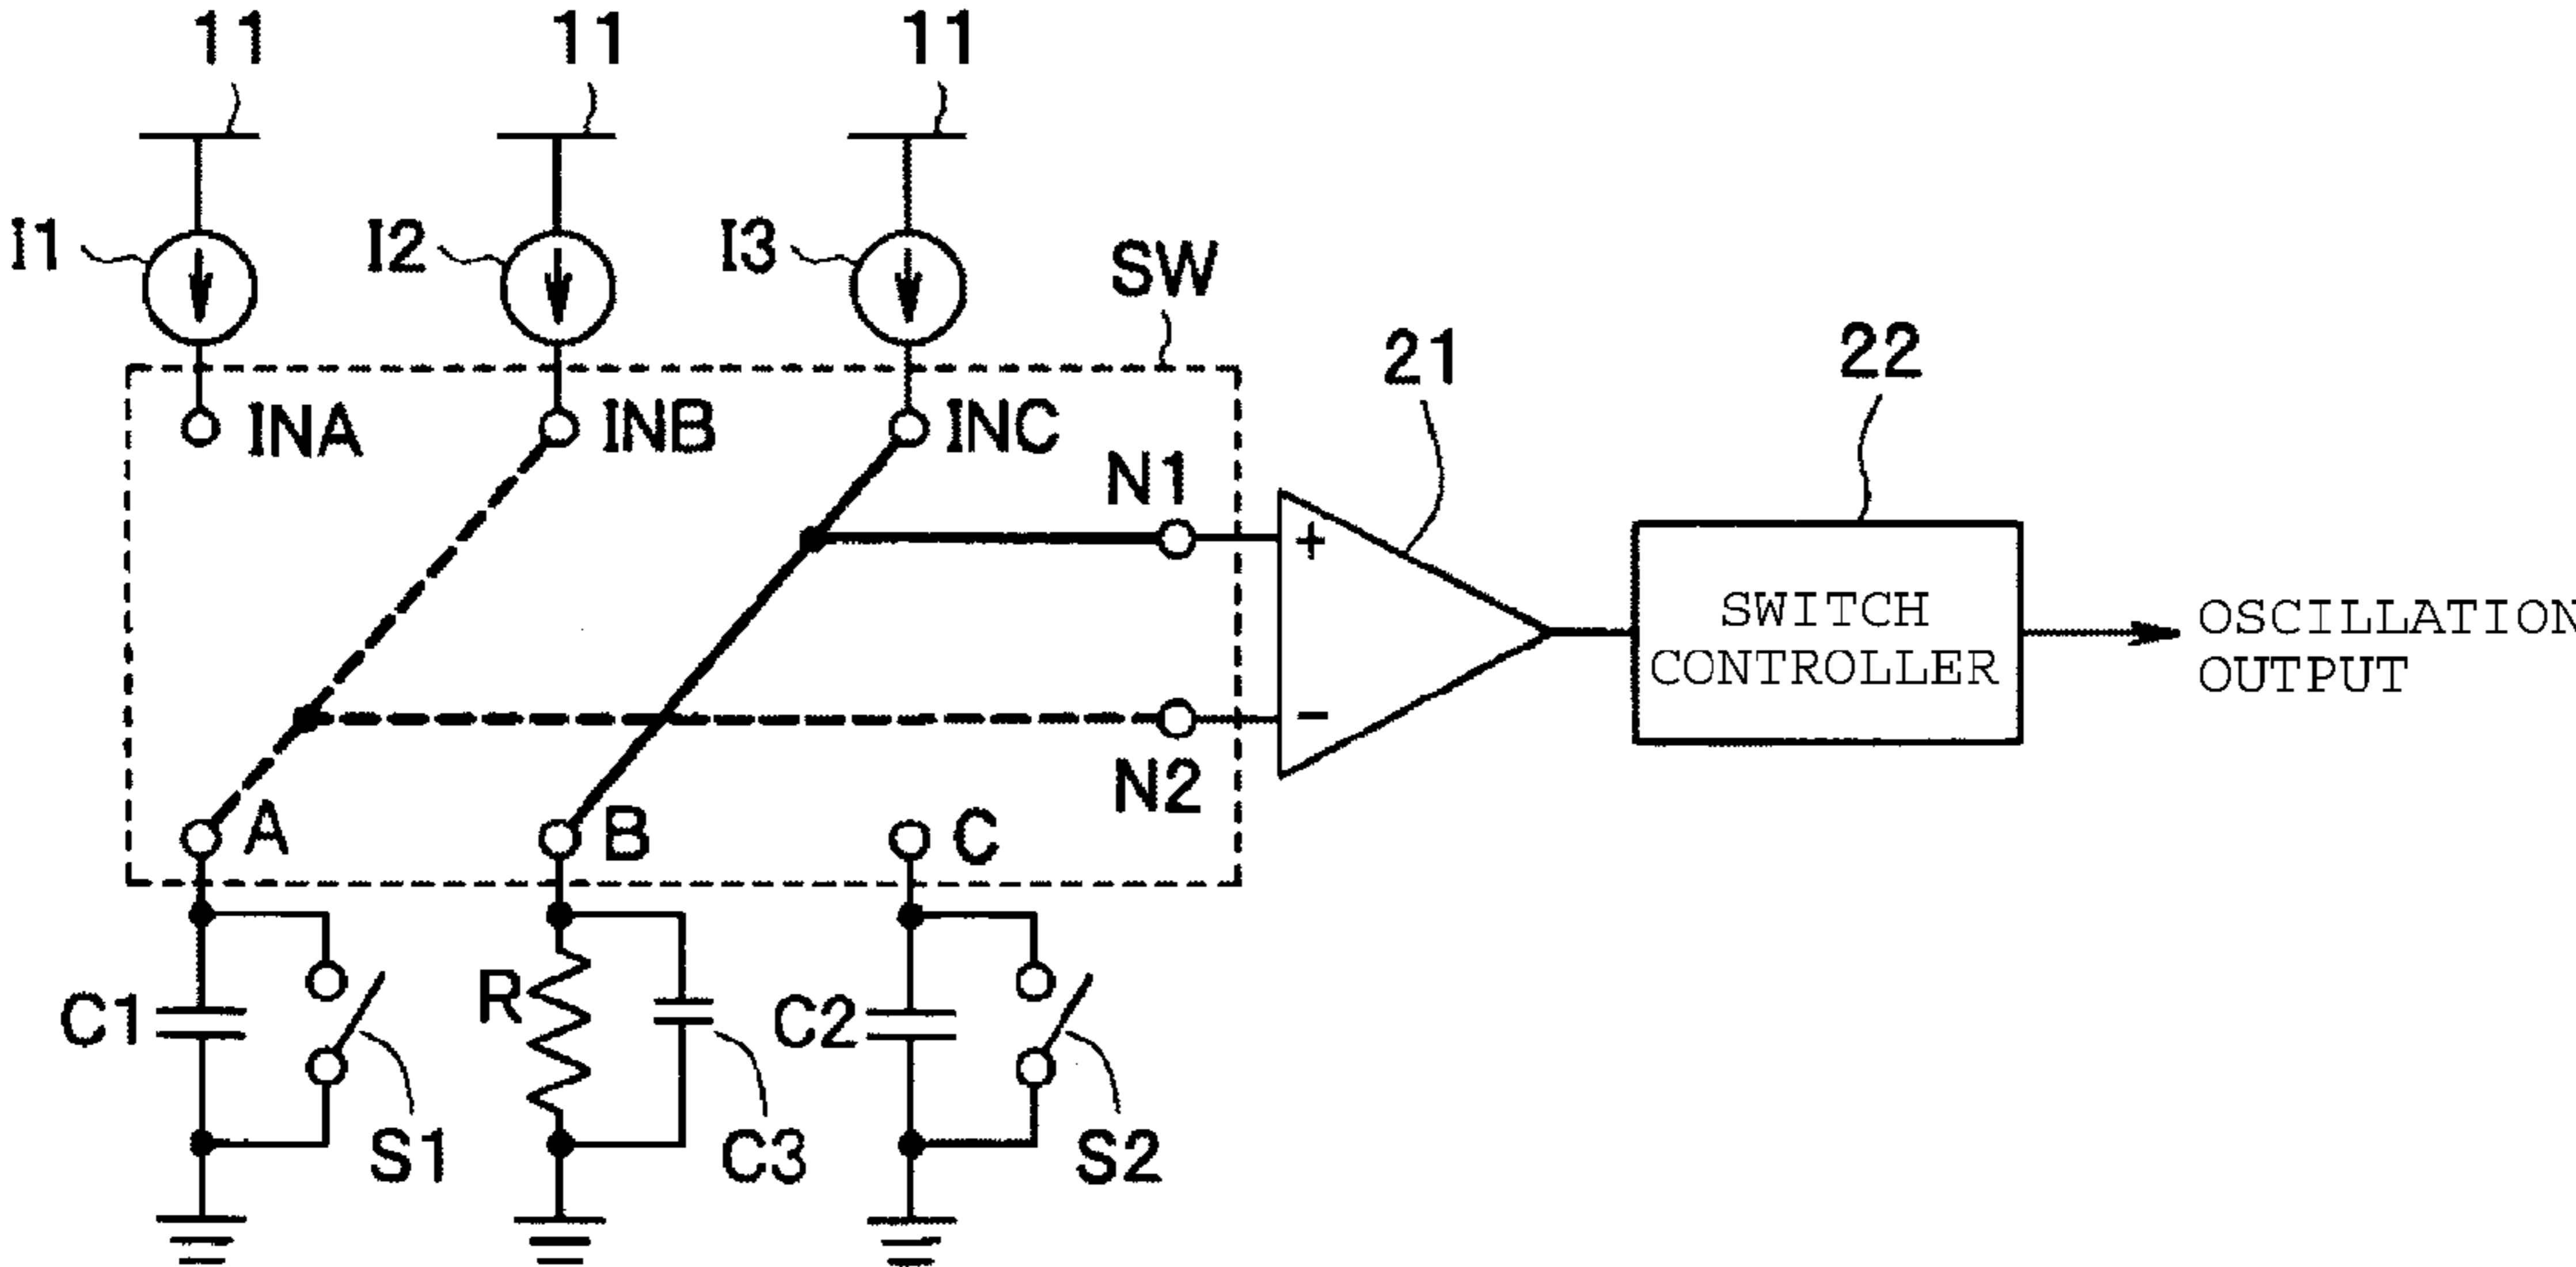 11 11 11
I1 I2 I3 SW
21 22
INA INB INC
N1
+
SWITCH
CONTROLLER
OSCILLATION
OUTPUT
−
N2
A B C
C1 R C2
S1 C3 S2